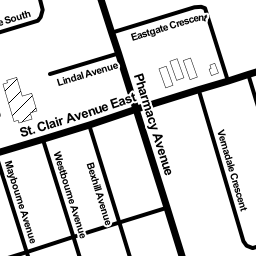 e South
Eastgate Crescent
Lindal Avenue
St. Clair Avenue East
Pharmacy Avenue
Maybourne Avenue
Westbourne Avenue
Bexhill Avenue
Vernadale Crescent